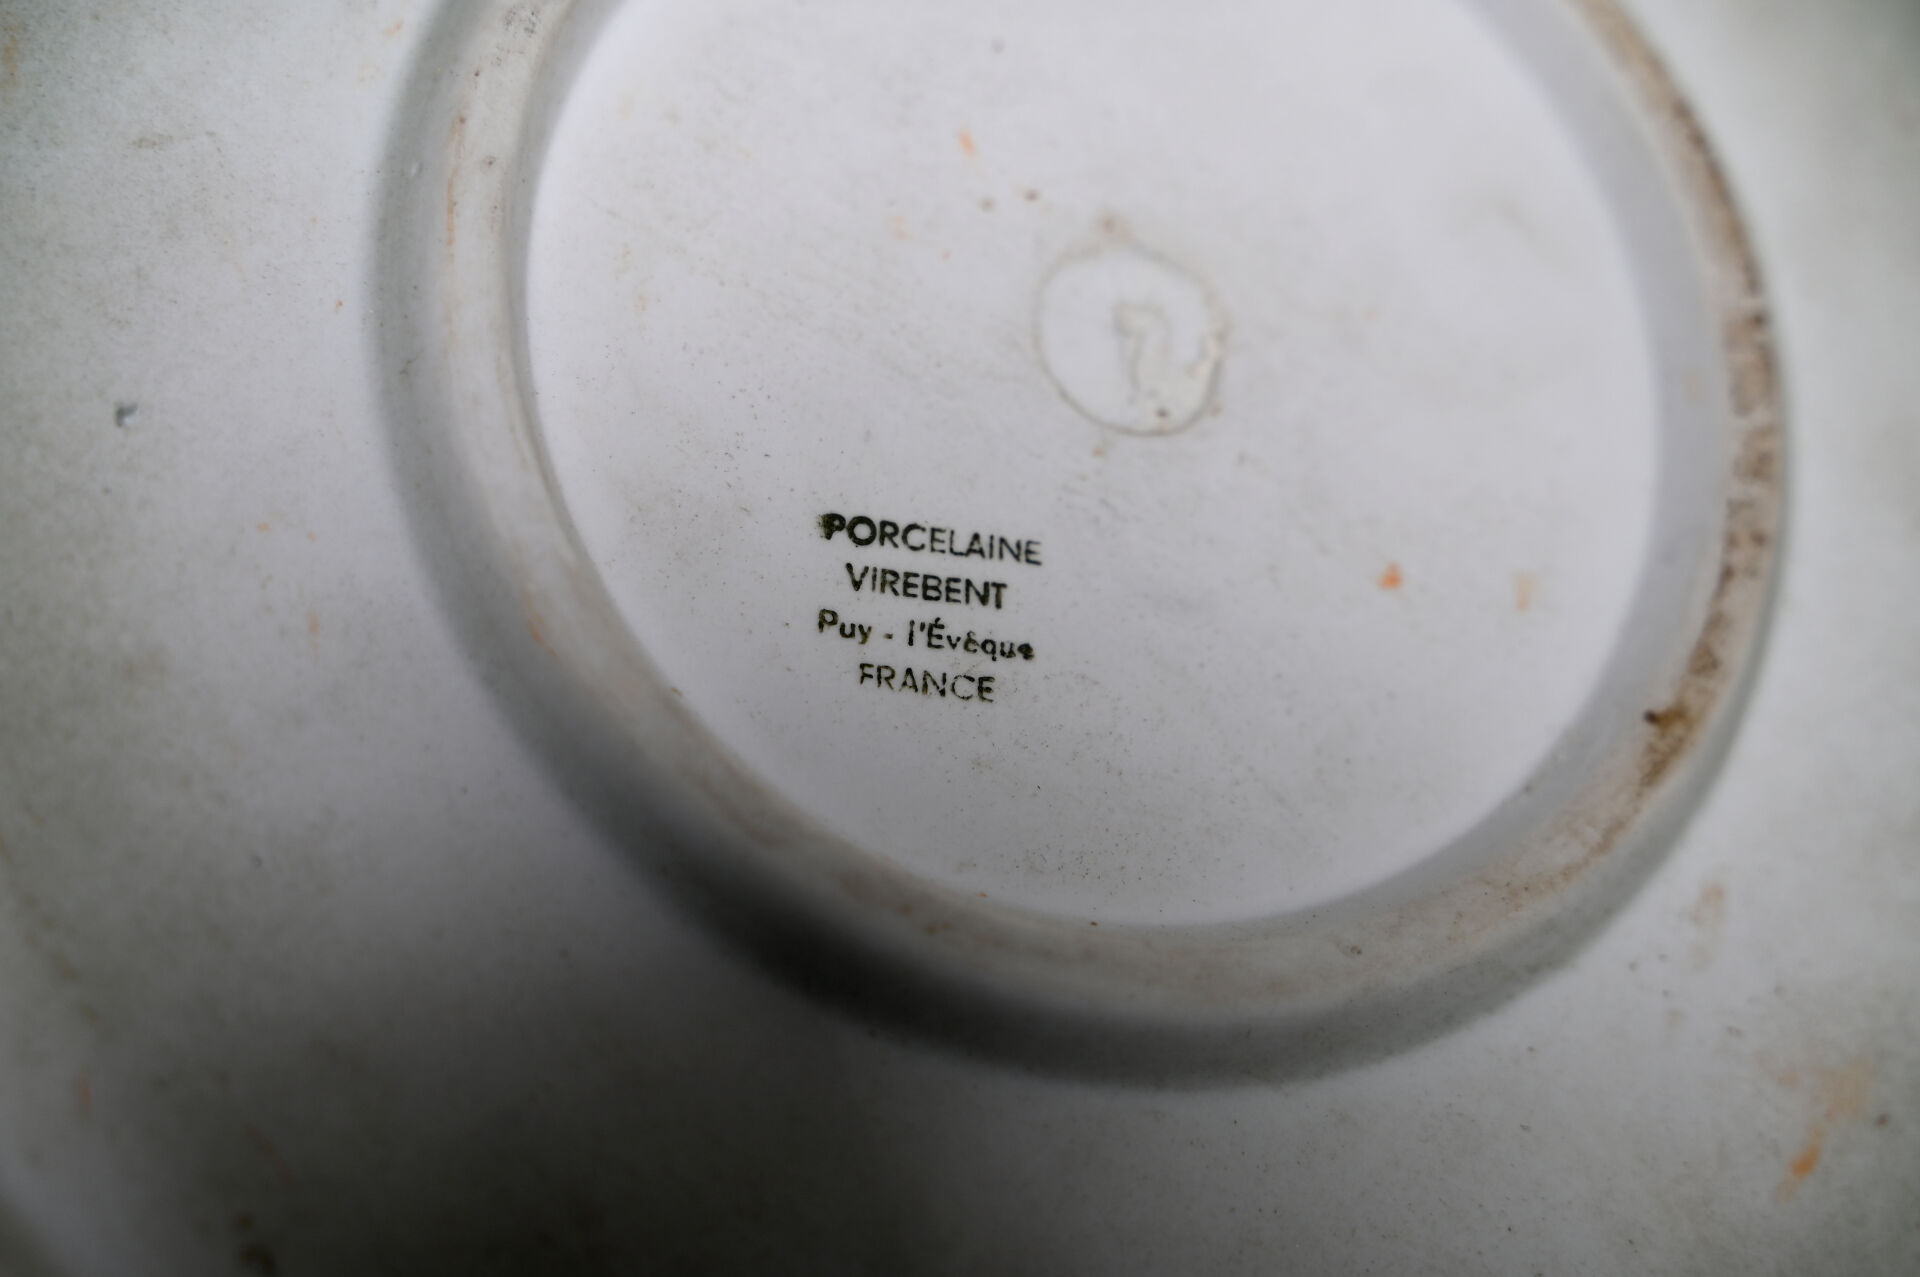 PORCELAINE
VIREBENT
Puy - l'Évêque
FRANCE